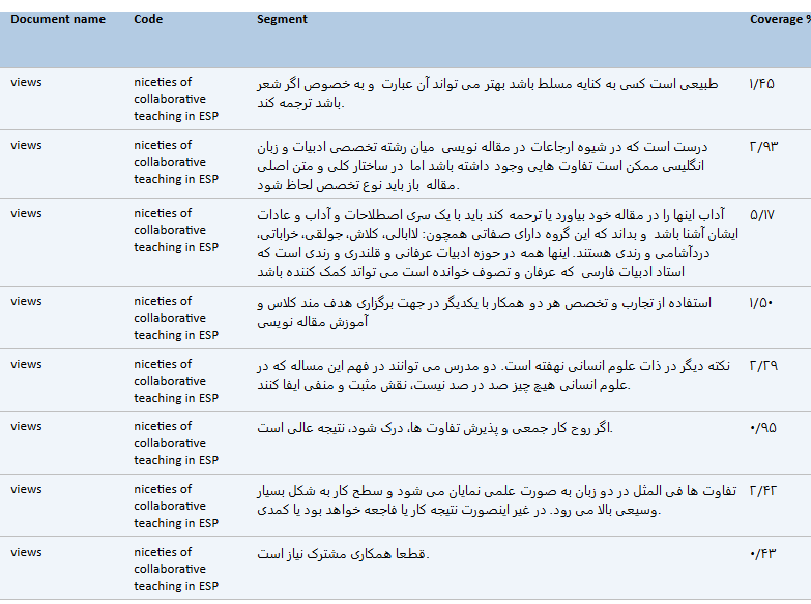 Document name Code Segment Coverage %
views niceties of collaborative teaching in ESP
طبیعی است کسی به کنایه مسلط باشد بهتر می تواند آن عبارت و به خصوص اگر شعر
باشد ترجمه کند.
۱/۴۵
views niceties of collaborative teaching in ESP
درست است که در شیوه ارجاعات در مقاله نویسی میان رشته تخصصی ادبیات و زبان
انگلیسی ممکن است تفاوت هایی وجود داشته باشد اما در ساختار کلی و متن اصلی
مقاله باز باید نوع تخصص لحاظ شود.
۲/۹۳
views niceties of collaborative teaching in ESP
آداب اینها را در مقاله خود بیاورد یا ترجمه کند باید با یک سری اصطلاحات و آداب و عادات
ایشان آشنا باشد و بداند که این گروه دارای صفاتی همچون: لاابالی، کلاش، جولقی، خراباتی،
دردآشامی و رندی هستند. اینها همه در حوزه ادبیات عرفانی و قلندری و رندی است که
استاد ادبیات فارسی که عرفان و تصوف خوانده است می تواند کمک کننده باشد
۵/۱۷
views niceties of collaborative teaching in ESP
استفاده از تجارب و تخصص هر دو همکار با یکدیگر در جهت برگزاری هدف مند کلاس و
آموزش مقاله نویسی
۱/۵۰
views niceties of collaborative teaching in ESP
نکته دیگر در ذات علوم انسانی نهفته است. دو مدرس می توانند در فهم این مساله که در
علوم انسانی هیچ چیز صد در صد نیست، نقش مثبت و منفی ایفا کنند.
۲/۲۹
views niceties of collaborative teaching in ESP
اگر روح کار جمعی و پذیرش تفاوت ها، درک شود، نتیجه عالی است.
۰/۹۵
views niceties of collaborative teaching in ESP
تفاوت ها فی المثل در دو زبان به صورت علمی نمایان می شود و سطح کار به شکل بسیار
وسیعی بالا می رود. در غیر اینصورت نتیجه کار یا فاجعه خواهد بود یا کمدی.
۲/۴۲
views niceties of collaborative teaching in ESP
قطعا همکاری مشترک نیاز است.
۰/۴۳